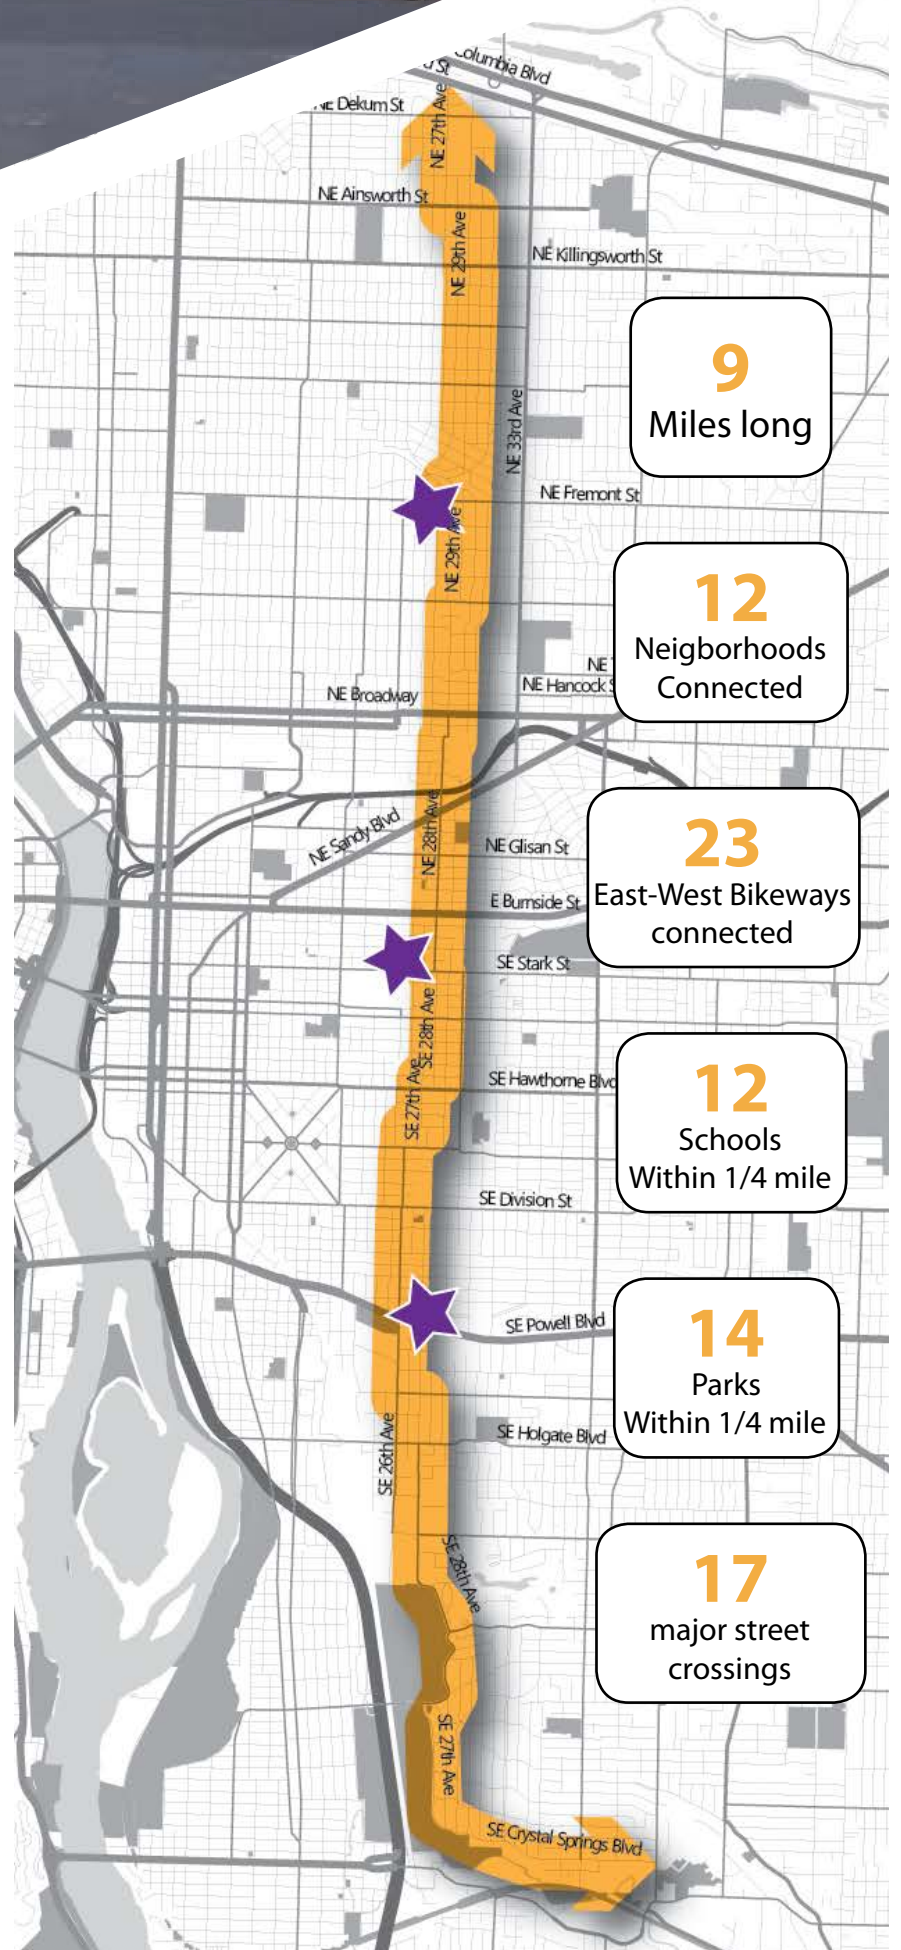 Columbia Blvd
St
NE Dekum St
NE 27th Ave
NE Ainsworth St
NE 29th Ave
NE Killingsworth St
9
Miles long
NE 33rd Ave
NE Fremont St
NE 29th Ave
12
Neigborhoods
Connected
NE
NE Hancock S
NE Broadway
23
East-West Bikeways
connected
NE 28th Ave
NE Sandy Blvd
NE Glisan St
E Burnside St
SE Stark St
SE 28th Ave
SE 27th Ave
SE Hawthorne Blvd
12
Schools
Within 1/4 mile
SE Division St
14
Parks
Within 1/4 mile
SE Powell Blvd
SE Holgate Blvd
SE 26th Ave
17
major street
crossings
SE 28th Ave
SE 27th Ave
SE Crystal Springs Blvd